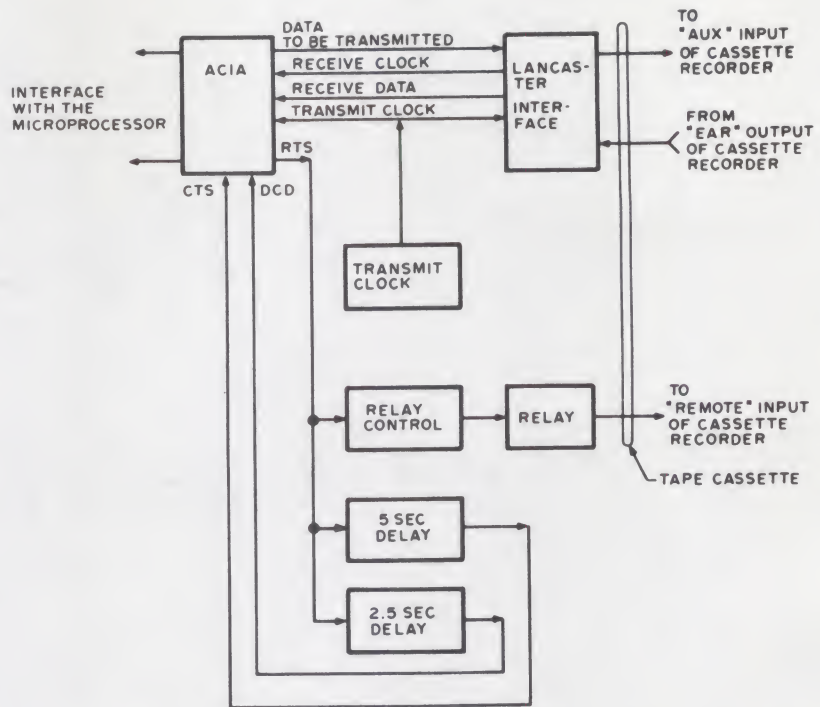 DATA
TO BE TRANSMITTED
RECEIVE CLOCK
RECEIVE DATA
TRANSMIT CLOCK
ACIA
INTERFACE
WITH THE
MICROPROCESSOR
RTS
CTS
DCD
LANCAS-
TER
INTER-
FACE
TO
"AUX" INPUT
OF CASSETTE
RECORDER
FROM
"EAR" OUTPUT
OF CASSETTE
RECORDER
TRANSMIT
CLOCK
RELAY
CONTROL
RELAY
TO
"REMOTE" INPUT
OF CASSETTE
RECORDER
TAPE CASSETTE
5 SEC
DELAY
2.5 SEC
DELAY